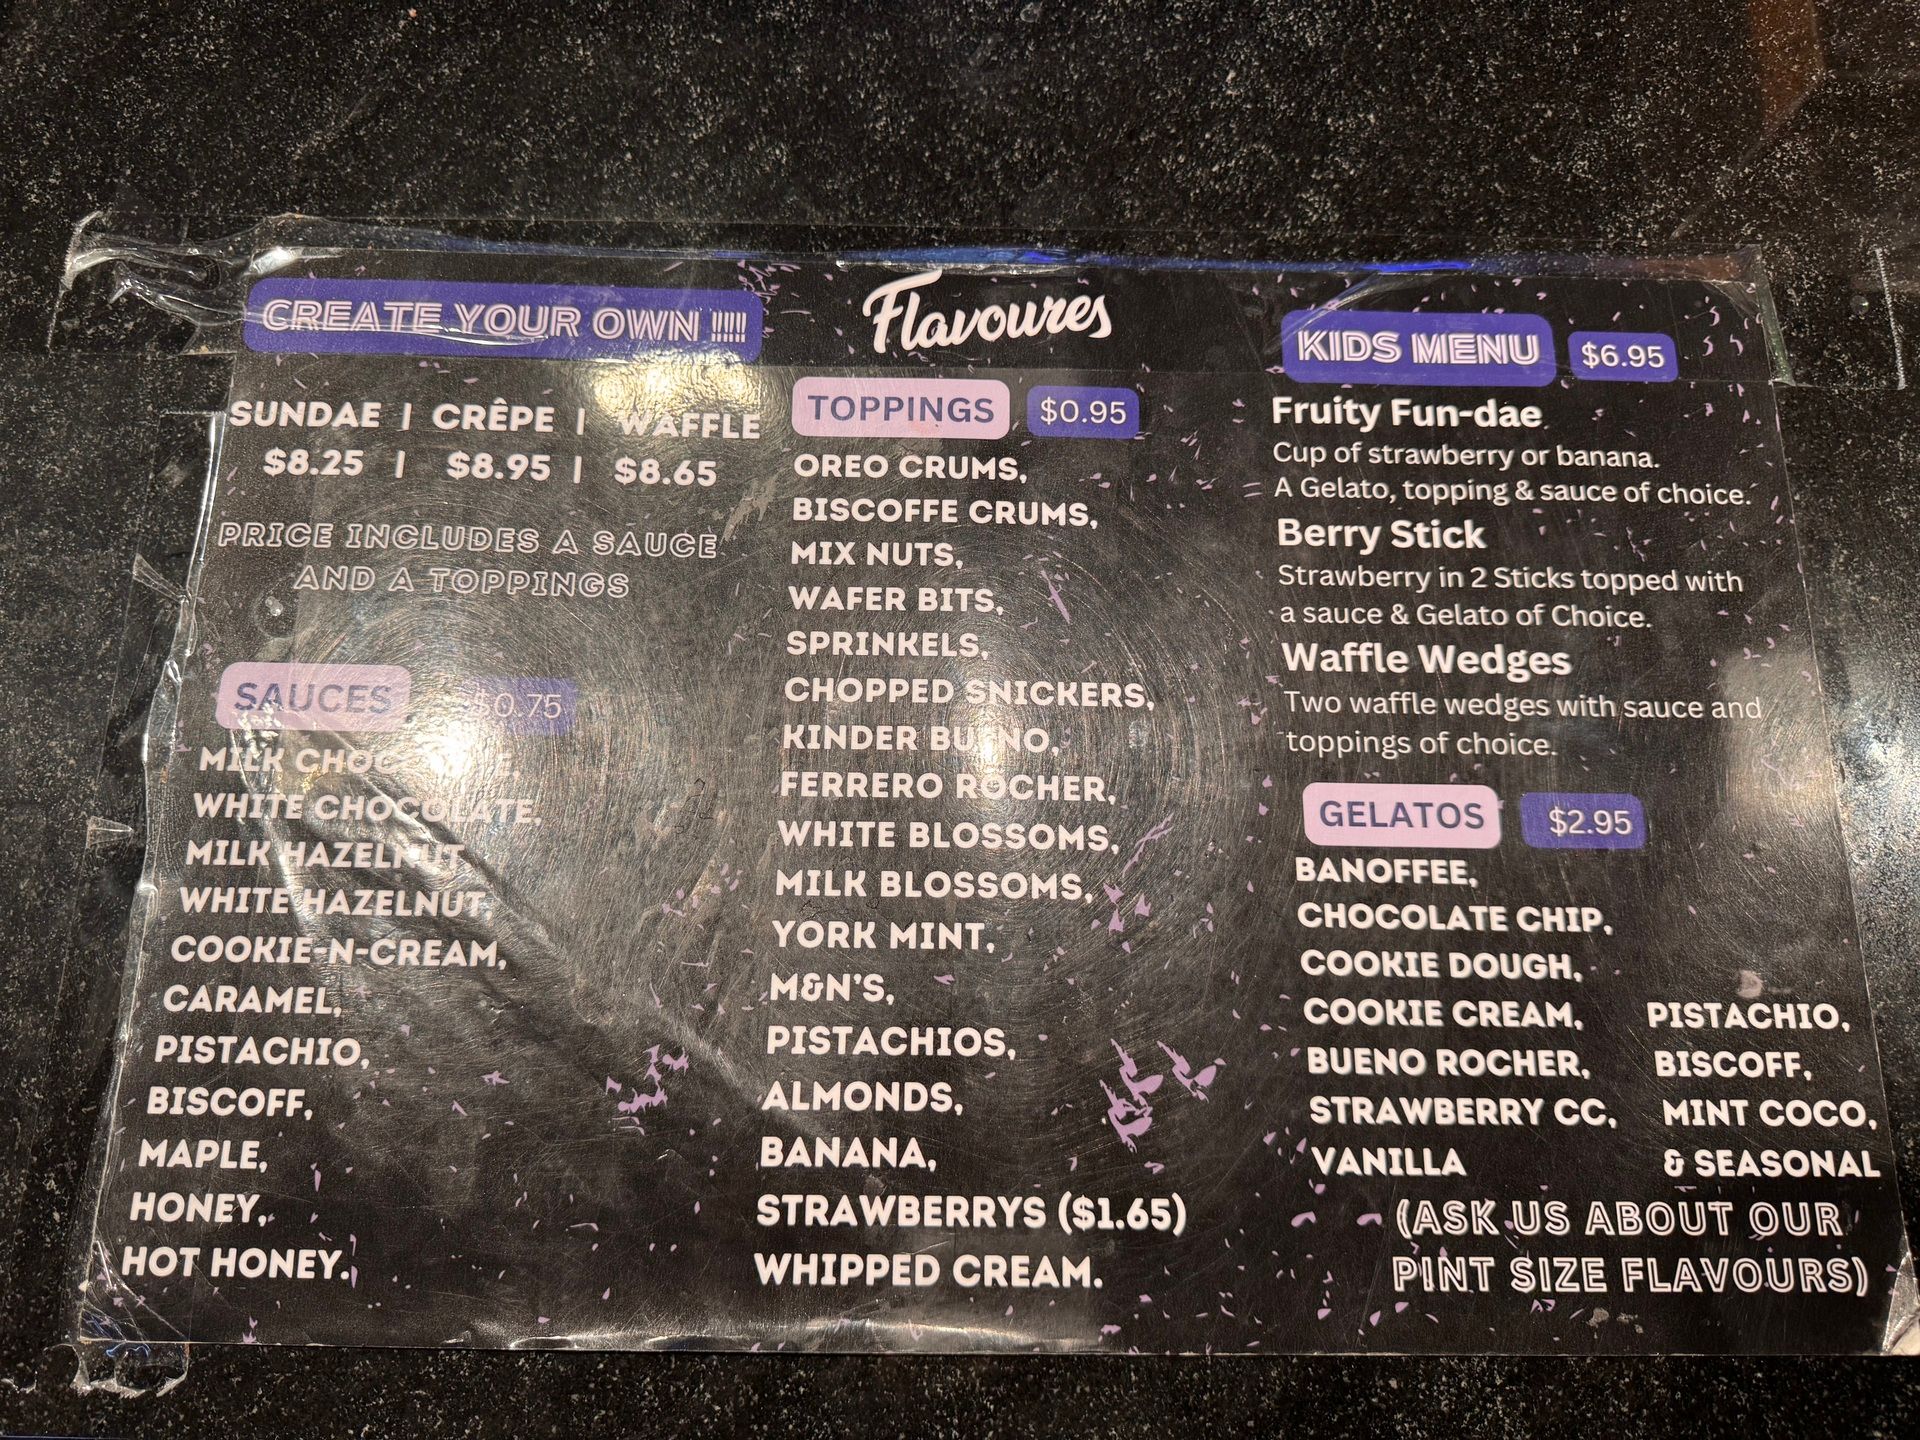 CREATE YOUR OWN !!!!!!
SUNDAE | CRÊPE | WAFFLE
$8.25 | $8.95 | $8.65
PRICE INCLUDES A SAUCE
AND A TOPPINGS
SAUCES $0.75
MILK CHOCOLATE,
WHITE CHOCOLATE,
MILK HAZELNUT,
WHITE HAZELNUT,
COOKIE-N-CREAM,
CARAMEL,
PISTACHIO,
BISCOFF,
MAPLE,
HONEY,
HOT HONEY.
Flavoures
TOPPINGS $0.95
OREO CRUMS,
BISCOFFE CRUMS,
MIX NUTS,
WAFER BITS,
SPRINKELS,
CHOPPED SNICKERS,
KINDER BUENO,
FERRERO ROCHER,
WHITE BLOSSOMS,
MILK BLOSSOMS,
YORK MINT,
M&N'S,
PISTACHIOS,
ALMONDS,
BANANA,
STRAWBERRYS ($1.65)
WHIPPED CREAM.
KIDS MENU $6.95
Fruity Fun-dae
Cup of strawberry or banana.
A Gelato, topping & sauce of choice.
Berry Stick
Strawberry in 2 Sticks topped with
a sauce & Gelato of Choice.
Waffle Wedges
Two waffle wedges with sauce and
toppings of choice.
GELATOS $2.95
BANOFFEE,
CHOCOLATE CHIP,
COOKIE DOUGH,
COOKIE CREAM,
BUENO ROCHER,
STRAWBERRY CC,
VANILLA
PISTACHIO,
BISCOFF,
MINT COCO,
& SEASONAL
(ASK US ABOUT OUR
PINT SIZE FLAVOURS)